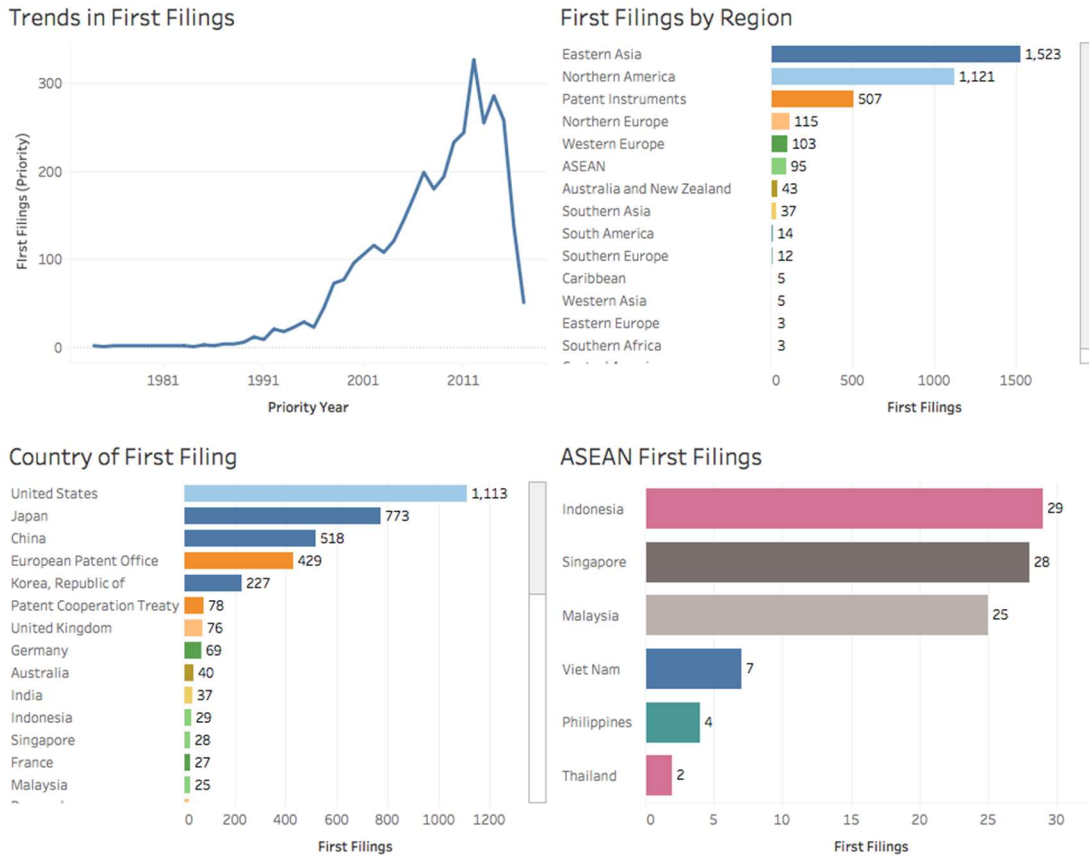 Trends in First Filings
First Filings (Priority)
300
200
100
0
1981
1991
2001
2011
Priority Year
First Filings by Region
Eastern Asia 1,523
Northern America 1,121
Patent Instruments 507
Northern Europe 115
Western Europe 103
ASEAN 95
Australia and New Zealand 43
Southern Asia 37
South America 14
Southern Europe 12
Caribbean 5
Western Asia 5
Eastern Europe 3
Southern Africa 3
0 500 1000 1500
First Filings
Country of First Filing
United States 1,113
Japan 773
China 518
European Patent Office 429
Korea, Republic of 227
Patent Cooperation Treaty 78
United Kingdom 76
Germany 69
Australia 40
India 37
Indonesia 29
Singapore 28
France 27
Malaysia 25
0 200 400 600 800 1000 1200
First Filings
ASEAN First Filings
Indonesia 29
Singapore 28
Malaysia 25
Viet Nam 7
Philippines 4
Thailand 2
0 5 10 15 20 25 30
First Filings